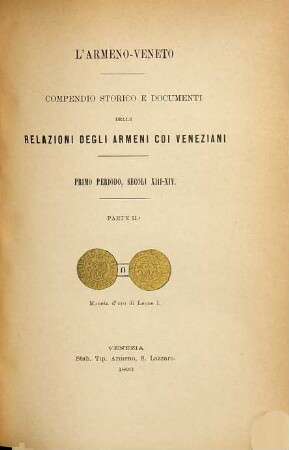 L'ARMENO-VENETO
COMPENDIO STORICO E DOCUMENTI
DELLE
RELAZIONI DEGLI ARMENI COI VENEZIANI
PRIMO PERIODO, SECOLI XIII-XIV.
PARTE II.ª
Moneta d'oro di Leone I.
VENEZIA
Stab. Tip. Armeno, S. Lazzaro.
1893